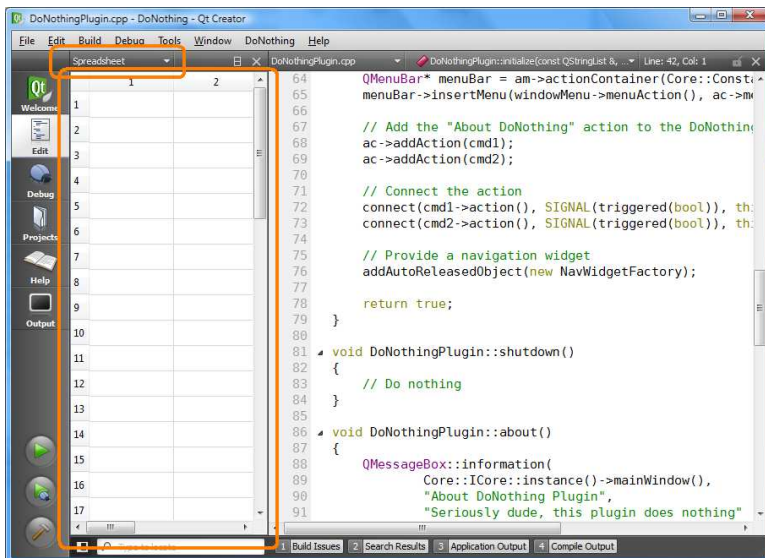 DoNothingPlugin.cpp - DoNothing - Qt Creator
File Edit Build Debug Tools Window DoNothing Help
Spreadsheet
DoNothingPlugin.cpp
DoNothingPlugin::initialize(const QStringList &, ...
Line: 42, Col: 1
Qt
Welcome
Edit
Debug
Projects
Help
Output
1 2
1
2
3
4
5
6
7
8
9
10
11
12
13
14
15
16
17
64 QMenuBar* menuBar = am->actionContainer(Core::Consta
65 menuBar->insertMenu(windowMenu->menuAction(), ac->me
66
67 // Add the "About DoNothing" action to the DoNothing
68 ac->addAction(cmd1);
69 ac->addAction(cmd2);
70
71 // Connect the action
72 connect(cmd1->action(), SIGNAL(triggered(bool)), thi
73 connect(cmd2->action(), SIGNAL(triggered(bool)), thi
74
75 // Provide a navigation widget
76 addAutoReleasedObject(new NavWidgetFactory);
77
78 return true;
79 }
80
81 void DoNothingPlugin::shutdown()
82 {
83 // Do nothing
84 }
85
86 void DoNothingPlugin::about()
87 {
88 QMessageBox::information(
89 Core::ICore::instance()->mainWindow(),
90 "About DoNothing Plugin",
91 "Seriously dude, this plugin does nothing"
Type to locate
1 Build Issues 2 Search Results 3 Application Output 4 Compile Output